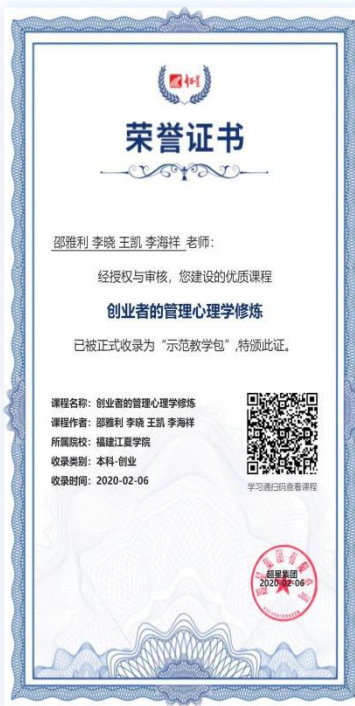 荣誉证书
邵雅利 李晓 王凯 李海祥 老师：
经授权与审核，您建设的优质课程
创业者的管理心理学修炼
已被正式收录为“示范教学包”,特颁此证。
课程名称：创业者的管理心理学修炼
课程作者：邵雅利 李晓 王凯 李海祥
所属院校：福建江夏学院
收录类别：本科-创业
收录时间：2020-02-06
学习通扫码查看课程
超星集团
2020-02-06